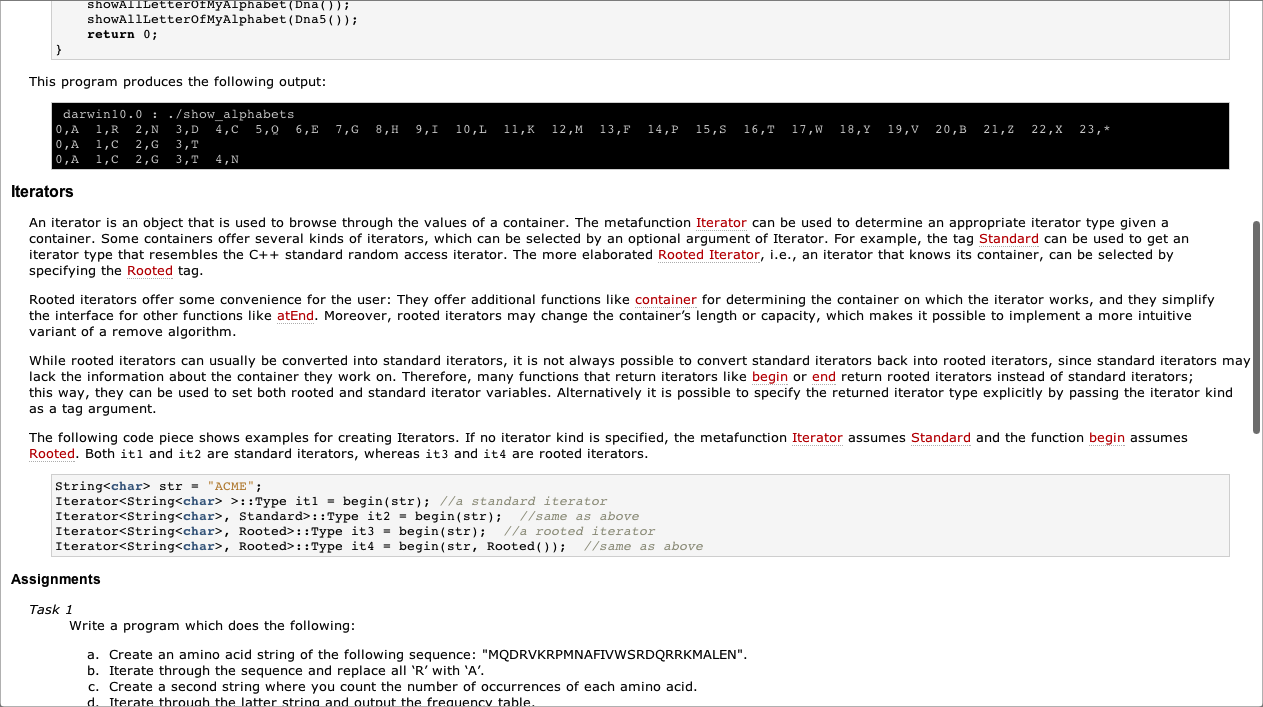 showAllLetterOfMyAlphabet(Dna());
showAllLetterOfMyAlphabet(Dna5());
return 0;
}
This program produces the following output:
darwin10.0 : ./show_alphabets
0,A  1,R  2,N  3,D  4,C  5,Q  6,E  7,G  8,H  9,I  10,L  11,K  12,M  13,F  14,P  15,S  16,T  17,W  18,Y  19,V  20,B  21,Z  22,X  23,*
0,A  1,C  2,G  3,T
0,A  1,C  2,G  3,T  4,N
Iterators
An iterator is an object that is used to browse through the values of a container. The metafunction Iterator can be used to determine an appropriate iterator type given a
container. Some containers offer several kinds of iterators, which can be selected by an optional argument of Iterator. For example, the tag Standard can be used to get an
iterator type that resembles the C++ standard random access iterator. The more elaborated Rooted Iterator, i.e., an iterator that knows its container, can be selected by
specifying the Rooted tag.
Rooted iterators offer some convenience for the user: They offer additional functions like container for determining the container on which the iterator works, and they simplify
the interface for other functions like atEnd. Moreover, rooted iterators may change the container’s length or capacity, which makes it possible to implement a more intuitive
variant of a remove algorithm.
While rooted iterators can usually be converted into standard iterators, it is not always possible to convert standard iterators back into rooted iterators, since standard iterators may
lack the information about the container they work on. Therefore, many functions that return iterators like begin or end return rooted iterators instead of standard iterators;
this way, they can be used to set both rooted and standard iterator variables. Alternatively it is possible to specify the returned iterator type explicitly by passing the iterator kind
as a tag argument.
The following code piece shows examples for creating Iterators. If no iterator kind is specified, the metafunction Iterator assumes Standard and the function begin assumes
Rooted. Both it1 and it2 are standard iterators, whereas it3 and it4 are rooted iterators.
String<char> str = "ACME";
Iterator<String<char> >::Type it1 = begin(str); //a standard iterator
Iterator<String<char>, Standard>::Type it2 = begin(str);  //same as above
Iterator<String<char>, Rooted>::Type it3 = begin(str);  //a rooted iterator
Iterator<String<char>, Rooted>::Type it4 = begin(str, Rooted());  //same as above
Assignments
Task 1
Write a program which does the following:
a. Create an amino acid string of the following sequence: "MQDRVKRPMNAFIVWSRDQRRKMALEN".
b. Iterate through the sequence and replace all ‘R’ with ‘A’.
c. Create a second string where you count the number of occurrences of each amino acid.
d. Iterate through the latter string and output the frequency table.